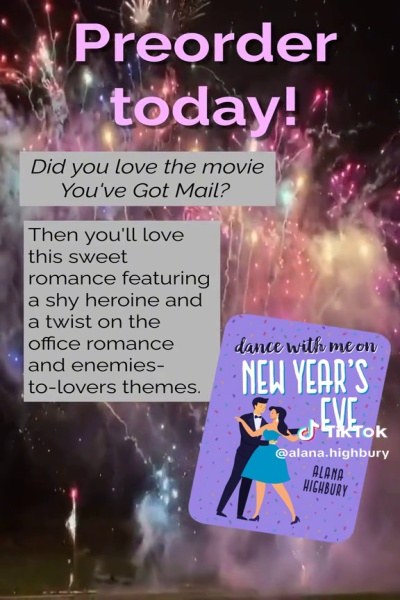 Preorder
today!
Did you love the movie
You've Got Mail?
Then you'll love
this sweet
romance featuring
a shy heroine and
a twist on the
office romance
and enemies-
to-lovers themes.
dance with me on
NEW YEAR'S
EVE
TikTok
@alana.highbury
ALANA
HIGHBURY